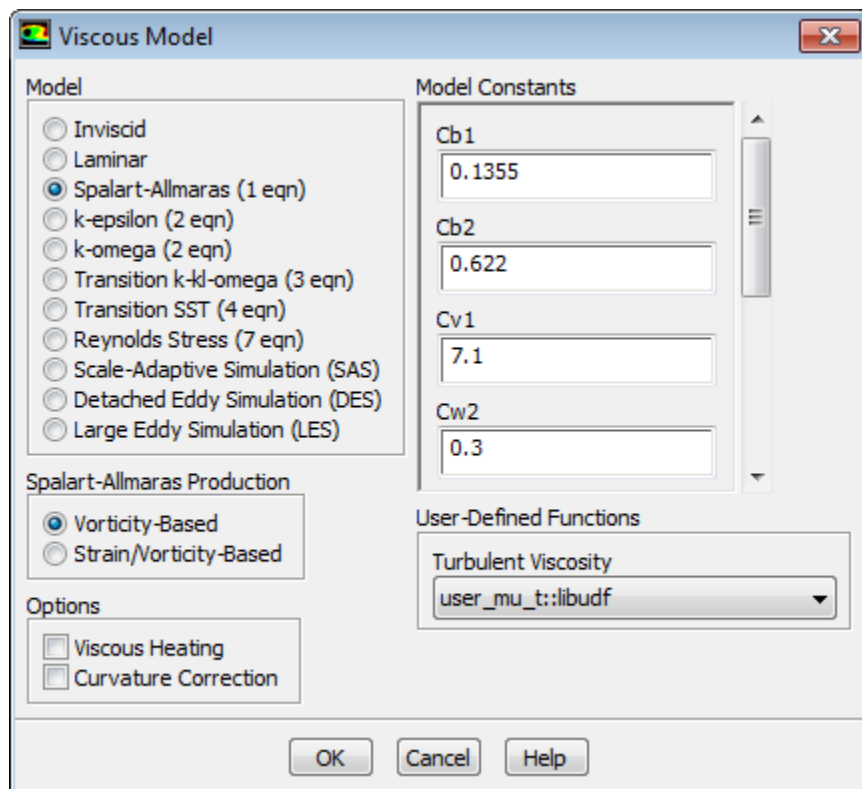 Viscous Model
Model
Inviscid
Laminar
Spalart-Allmaras (1 eqn)
k-epsilon (2 eqn)
k-omega (2 eqn)
Transition k-kl-omega (3 eqn)
Transition SST (4 eqn)
Reynolds Stress (7 eqn)
Scale-Adaptive Simulation (SAS)
Detached Eddy Simulation (DES)
Large Eddy Simulation (LES)
Spalart-Allmaras Production
Vorticity-Based
Strain/Vorticity-Based
Options
Viscous Heating
Curvature Correction
Model Constants
Cb1
0.1355
Cb2
0.622
Cv1
7.1
Cw2
0.3
User-Defined Functions
Turbulent Viscosity
user_mu_t::libudf
OK
Cancel
Help